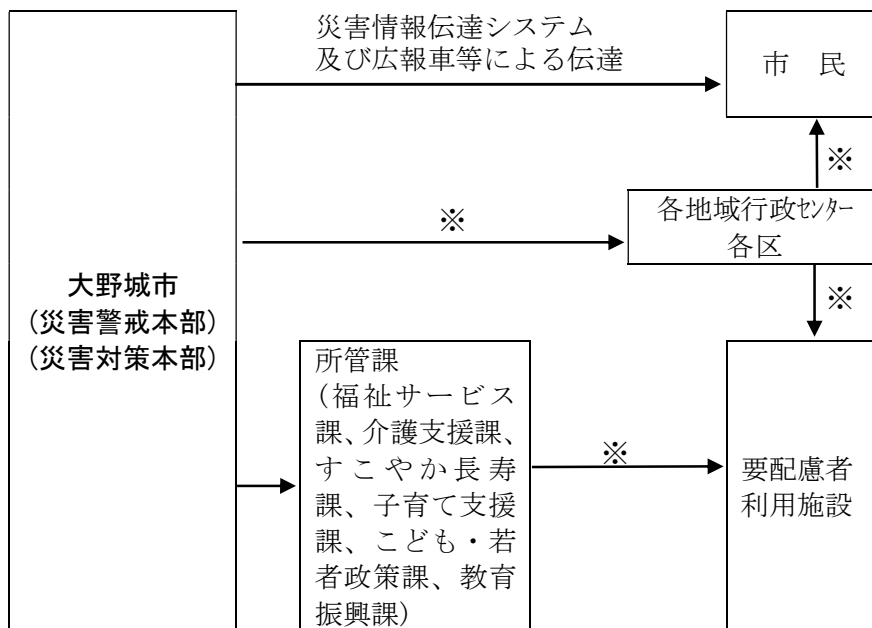 災害情報伝達システム
及び広報車等による伝達
市　民
※
※
各地域行政ｾﾝﾀｰ
各区
大野城市
（災害警戒本部）
（災害対策本部）
※
所管課
（福祉サービス
課、介護支援課、
すこやか長寿
課、子育て支援
課、こども・若
者政策課、教育
振興課）
※
要配慮者
利用施設